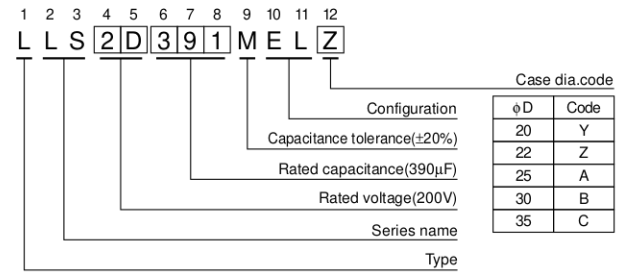 1 2 3 4 5 6 7 8 9 10 11 12
L L S 2 D 3 9 1 M E L Z
Case dia.code
Configuration
Capacitance tolerance(±20%)
Rated capacitance(390μF)
Rated voltage(200V)
Series name
Type
ϕD Code
20 Y
22 Z
25 A
30 B
35 C